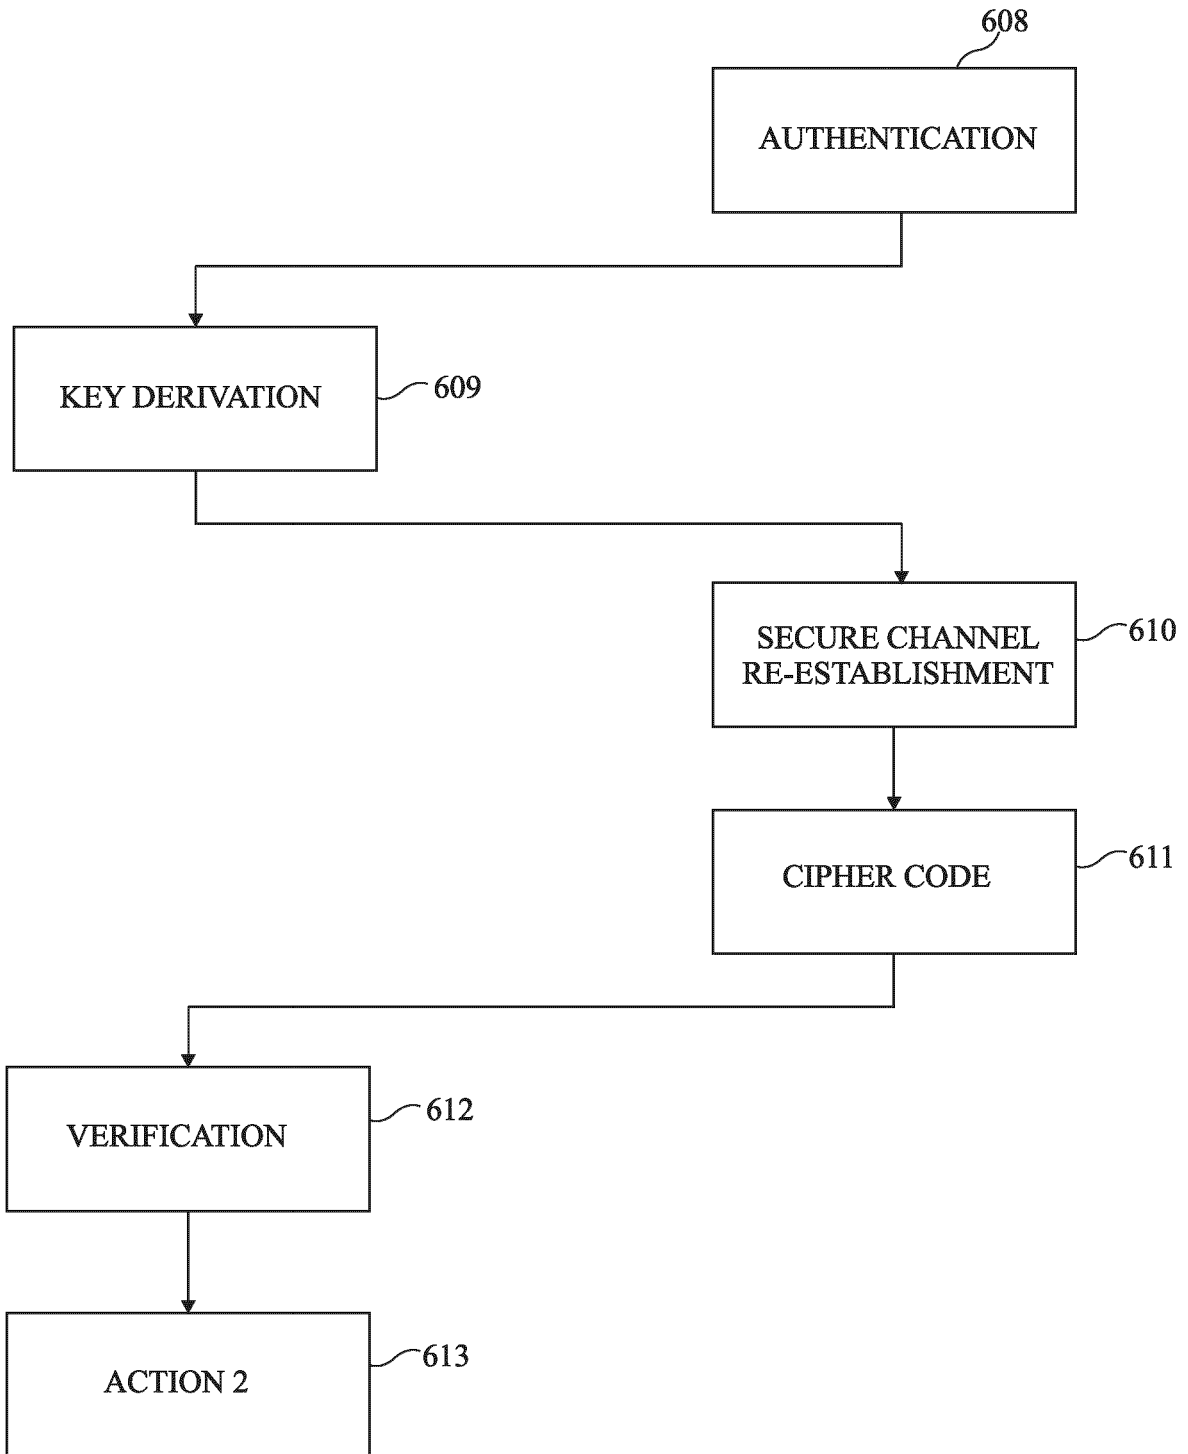 608
AUTHENTICATION
KEY DERIVATION
609
SECURE CHANNEL
RE-ESTABLISHMENT
610
CIPHER CODE
611
VERIFICATION
612
ACTION 2
613